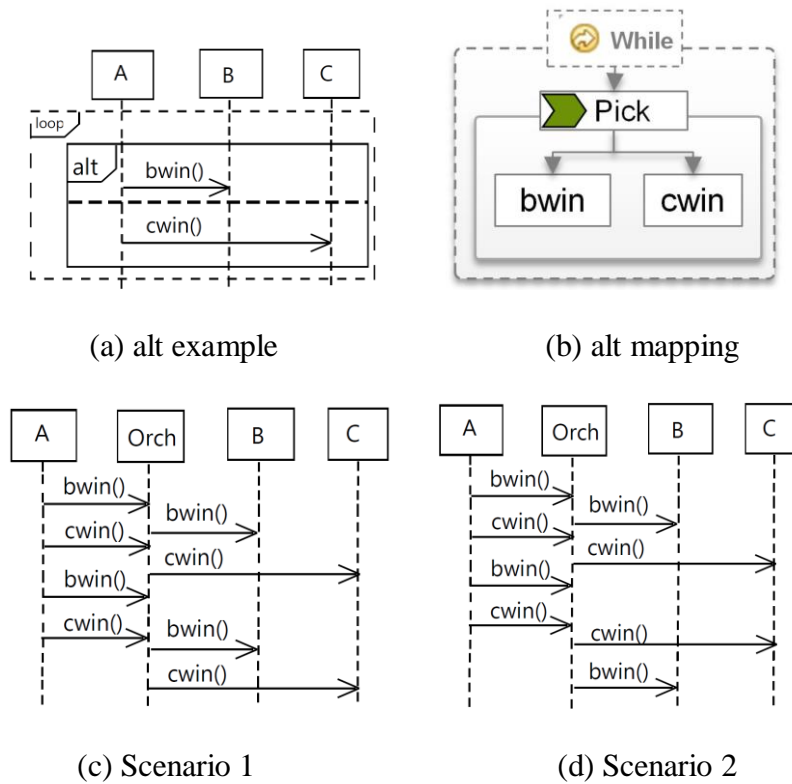 A B C
loop
alt
bwin()
cwin()
(a) alt example
While
Pick
bwin cwin
(b) alt mapping
A Orch B C
bwin()
bwin()
cwin()
cwin()
bwin()
cwin()
bwin()
cwin()
(c) Scenario 1
A Orch B C
bwin()
bwin()
cwin()
cwin()
bwin()
cwin()
cwin()
bwin()
(d) Scenario 2